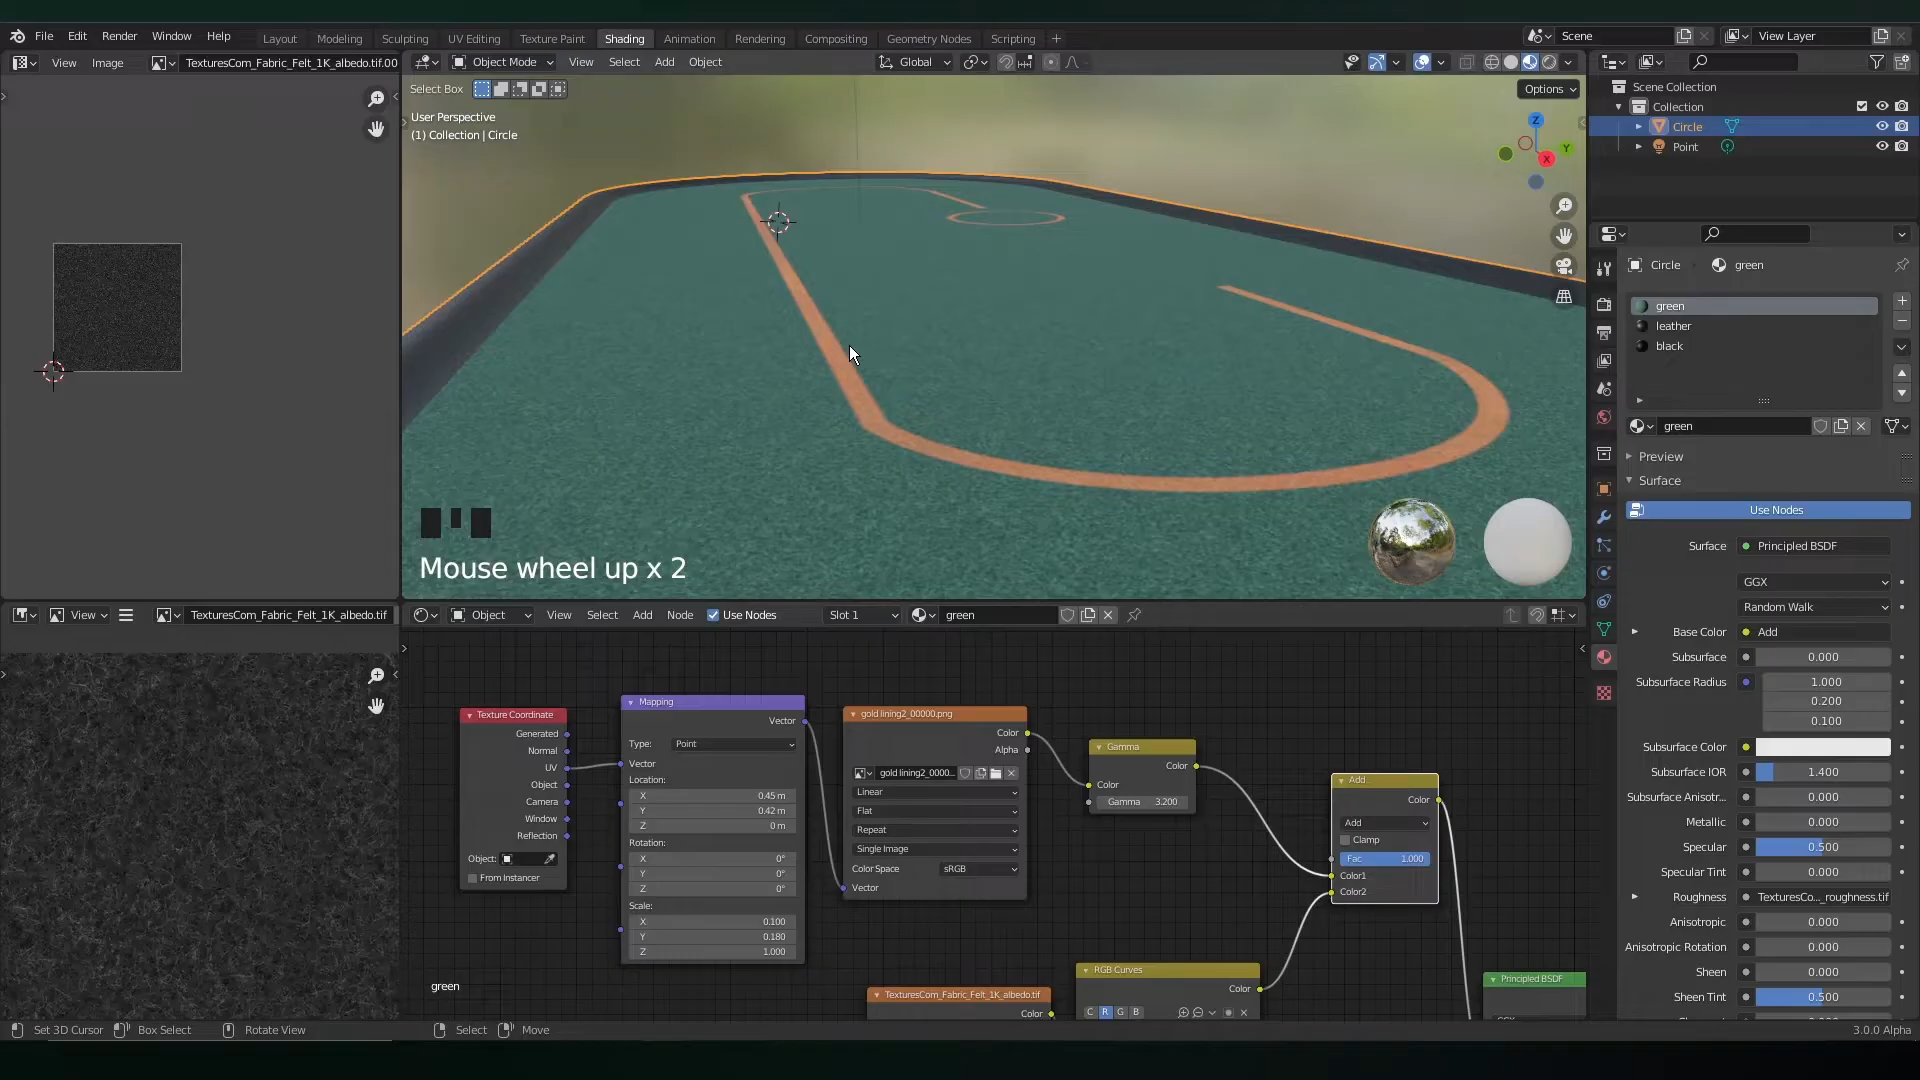 File Edit Render Window Help Layout Modeling Sculpting UV Editing Texture Paint Shading Animation Rendering Compositing Geometry Nodes Scripting + Scene View Layer
View Image TexturesCom_Fabric_Felt_1K_albedo.tif.00 Object Mode View Select Add Object Global
Select Box Options
User Perspective
(1) Collection | Circle
Z
Y
X
Mouse wheel up x 2
Scene Collection
Collection
Circle
Point
Circle green
green
leather
black
green
Preview
Surface
Use Nodes
Surface Principled BSDF
GGX
Random Walk
Base Color Add
Subsurface 0.000
Subsurface Radius 1.000
0.200
0.100
Subsurface Color
Subsurface IOR 1.400
Subsurface Anisotr... 0.000
Metallic 0.000
Specular 0.500
Specular Tint 0.000
Roughness TexturesCo..._roughness.tif
Anisotropic 0.000
Anisotropic Rotation 0.000
Sheen 0.000
Sheen Tint 0.500
View TexturesCom_Fabric_Felt_1K_albedo.tif
Object View Select Add Node Use Nodes Slot 1 green
Texture Coordinate
Generated
Normal
UV
Object
Camera
Window
Reflection
Object:
From Instancer
Mapping
Vector
Type: Point
Vector
Location:
X 0.45 m
Y 0.42 m
Z 0 m
Rotation:
X 0°
Y 0°
Z 0°
Scale:
X 0.100
Y 0.180
Z 1.000
gold lining2_00000.png
Color
Alpha
gold lining2_0000...
Linear
Flat
Repeat
Single Image
Color Space sRGB
Vector
Gamma
Color
Color
Gamma 3.200
Add
Color
Add
Clamp
Fac 1.000
Color1
Color2
TexturesCom_Fabric_Felt_1K_albedo.tif
Color
RGB Curves
Color
C R G B
Principled BSDF
green
Set 3D Cursor Box Select Rotate View Select Move 3.0.0 Alpha